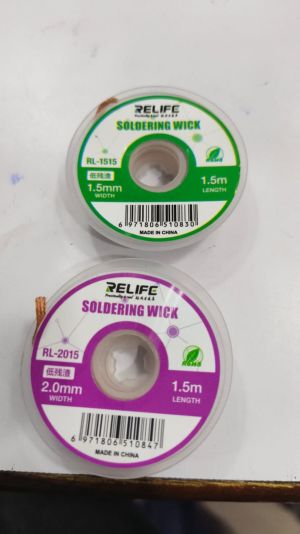 RELIFE
SOLDERING WICK
RL-1515
低残渣
1.5mm
WIDTH
1.5m
LENGTH
RoHS
6 971806 510830
MADE IN CHINA
RELIFE
SOLDERING WICK
RL-2015
低残渣
2.0mm
WIDTH
1.5m
LENGTH
RoHS
6 971806 510847
MADE IN CHINA